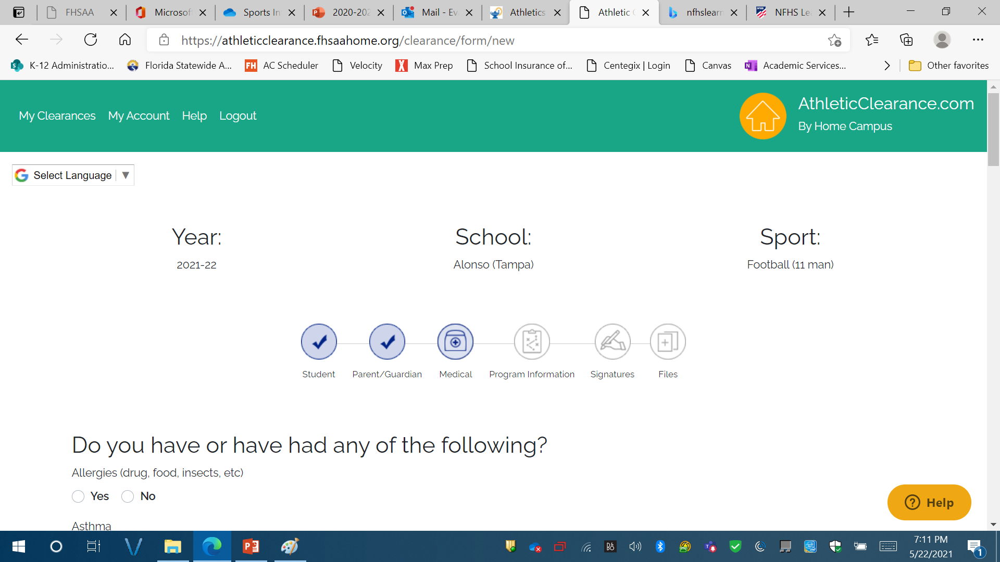 FHSAA
Microsof
Sports In
2020-202
Mail - Ev
Athletics
Athletic
nfhslearn
NFHS Le
https://athleticclearance.fhsaahome.org/clearance/form/new
K-12 Administratio...
Florida Statewide A...
FH AC Scheduler
Velocity
Max Prep
School Insurance of...
Centegix | Login
Canvas
Academic Services...
Other favorites
My Clearances
My Account
Help
Logout
AthleticClearance.com
By Home Campus
Select Language ▼
Year:
School:
Sport:
2021-22
Alonso (Tampa)
Football (11 man)
Student
Parent/Guardian
Medical
Program Information
Signatures
Files
Do you have or have had any of the following?
Allergies (drug, food, insects, etc)
Yes
No
Asthma
Help
7:11 PM
5/22/2021
1